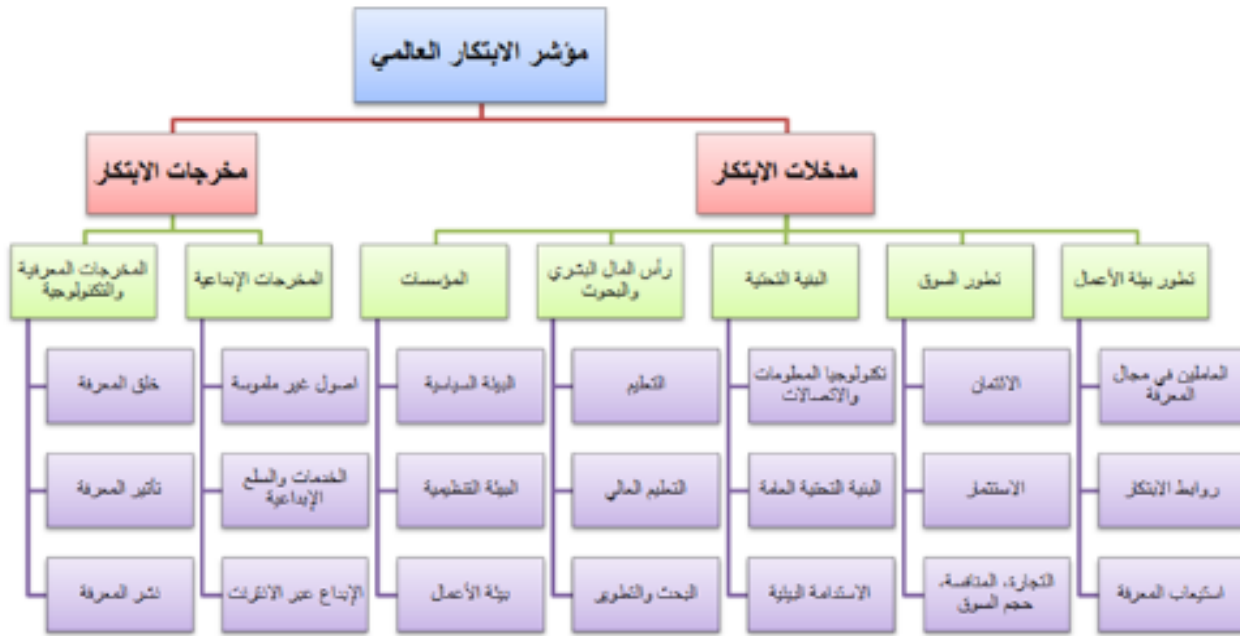 مؤشر الابتكار العالمي
مدخلات الابتكار
مخرجات الابتكار
تطور بيئة الأعمال
تطور السوق
البنية التحتية
رأس المال البشري
والبحوث
المؤسسات
المخرجات الإبداعية
المخرجات المعرفية
والتكنولوجية
العاملين في مجال
المعرفة
الائتمان
تكنولوجيا المعلومات
والاتصالات
التعليم
البيئة السياسية
اصول غير ملموسة
خلق المعرفة
روابط الابتكار
الاستثمار
البنية التحتية العامة
التعليم العالي
البيئة التنظيمية
الخدمات والسلع
الإبداعية
تأثير المعرفة
استيعاب المعرفة
التجارة، المنافسة،
حجم السوق
الاستدامة البيئية
البحث والتطوير
بيئة الأعمال
الإبداع عبر الانترنت
نشر المعرفة